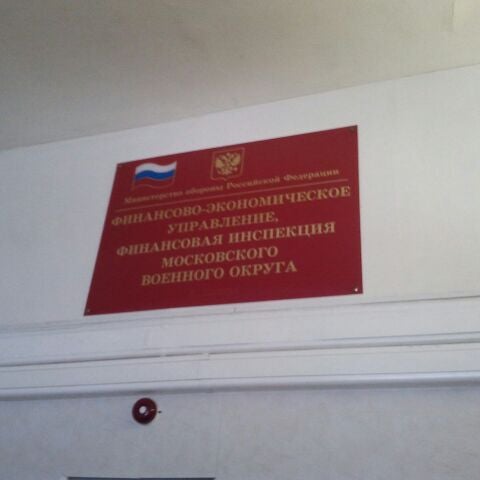 Министерство обороны Российской Федерации
ФИНАНСОВО-ЭКОНОМИЧЕСКОЕ
УПРАВЛЕНИЕ,
ФИНАНСОВАЯ ИНСПЕКЦИЯ
МОСКОВСКОГО
ВОЕННОГО ОКРУГА